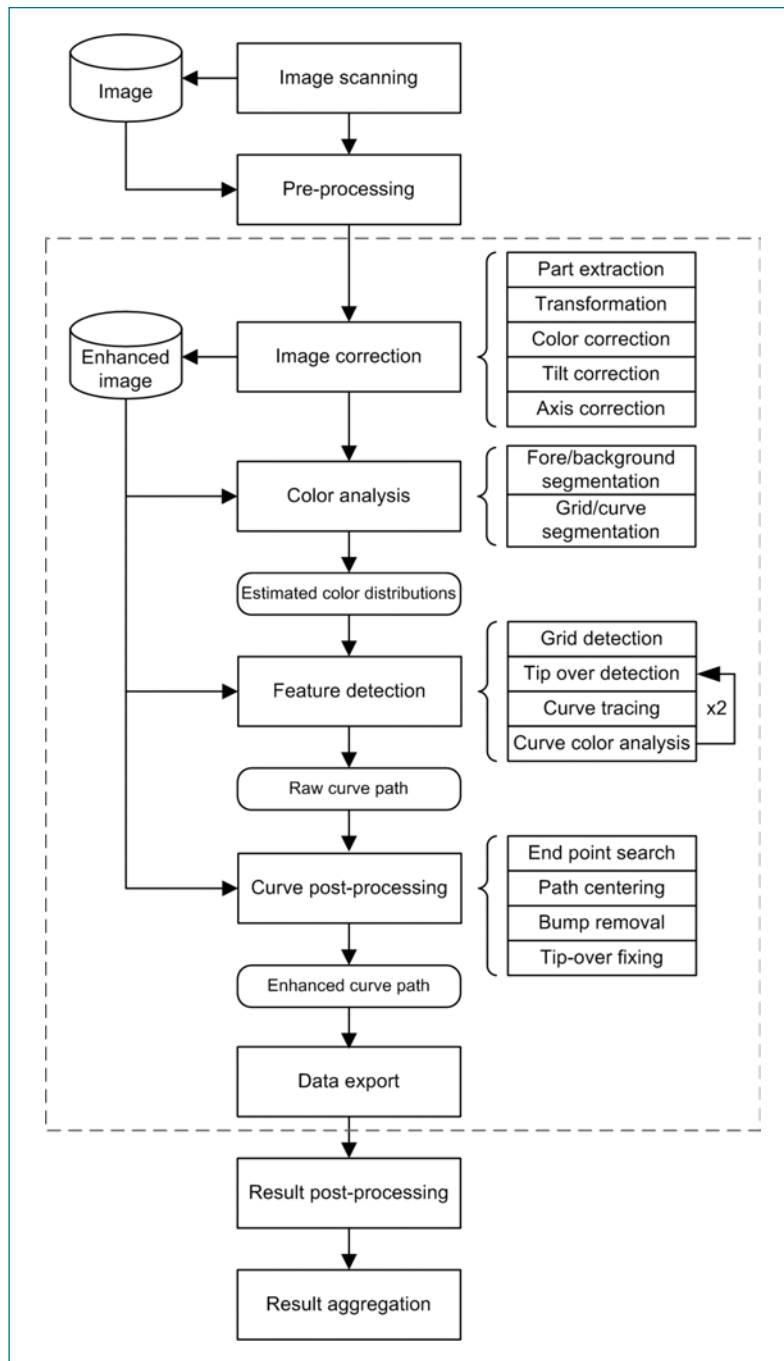 Image scanning
Image
Pre-processing
Part extraction
Transformation
Color correction
Tilt correction
Axis correction
Enhanced
image
Image correction
Fore/background
segmentation
Grid/curve
segmentation
Color analysis
Estimated color distributions
Grid detection
Tip over detection
Curve tracing
Curve color analysis
x2
Feature detection
Raw curve path
End point search
Path centering
Bump removal
Tip-over fixing
Curve post-processing
Enhanced curve path
Data export
Result post-processing
Result aggregation